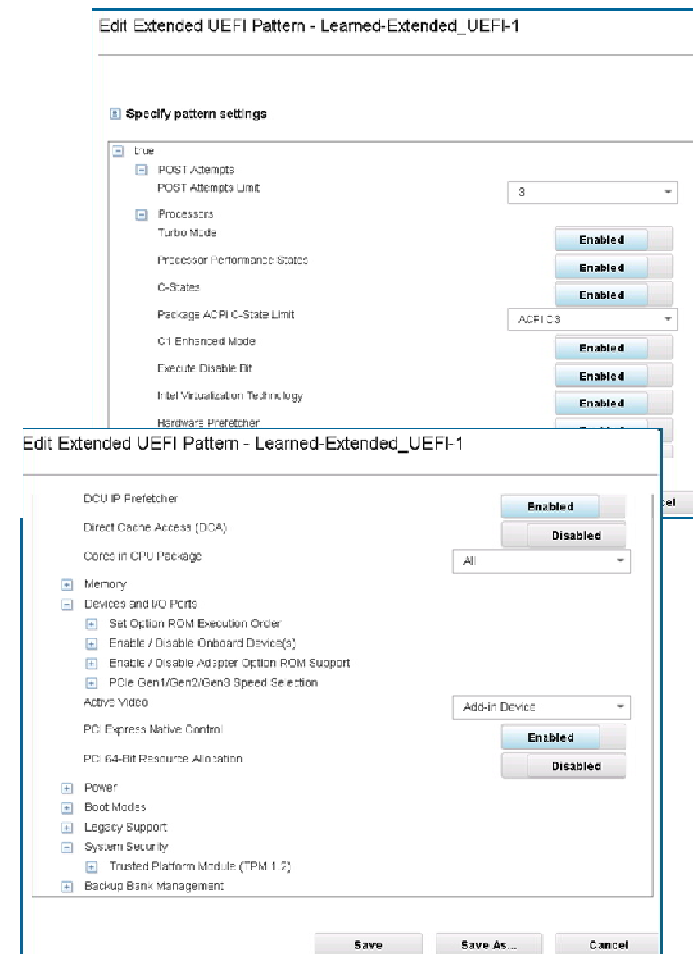 Edit Extended UEFI Pattern - Learned-Extended_UEFI-1
Specify pattern settings
true
POST Attempts
POST Attempts Limit
3
Processors
Turbo Mode
Enabled
Processor Performance States
Enabled
C-States
Enabled
Package ACPI C-State Limit
ACPI C3
C1 Enhanced Mode
Enabled
Execute Disable Bit
Enabled
Intel Virtualization Technology
Enabled
Hardware Prefetcher
Edit Extended UEFI Pattern - Learned-Extended_UEFI-1
DCU IP Prefetcher
Enabled
Direct Cache Access (DCA)
Disabled
Cores in CPU Package
All
Memory
Devices and I/O Ports
Set Option ROM Execution Order
Enable / Disable Onboard Device(s)
Enable / Disable Adapter Option ROM Support
PCIe Gen1/Gen2/Gen3 Speed Selection
Active Video
Add-in Device
PCI Express Native Control
Enabled
PCI 64-Bit Resource Allocation
Disabled
Power
Boot Modes
Legacy Support
System Security
Trusted Platform Module (TPM 1.2)
Backup Bank Management
Save
Save As...
Cancel